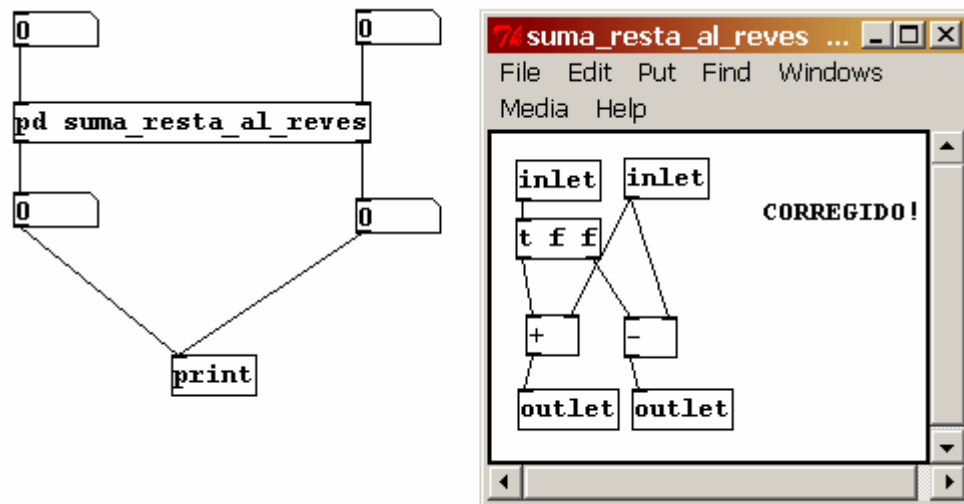 0
0
pd suma_resta_al_reves
0
0
print
suma_resta_al_reves ...
File Edit Put Find Windows
Media Help
inlet
inlet
CORREGIDO!
t f f
+
-
outlet
outlet